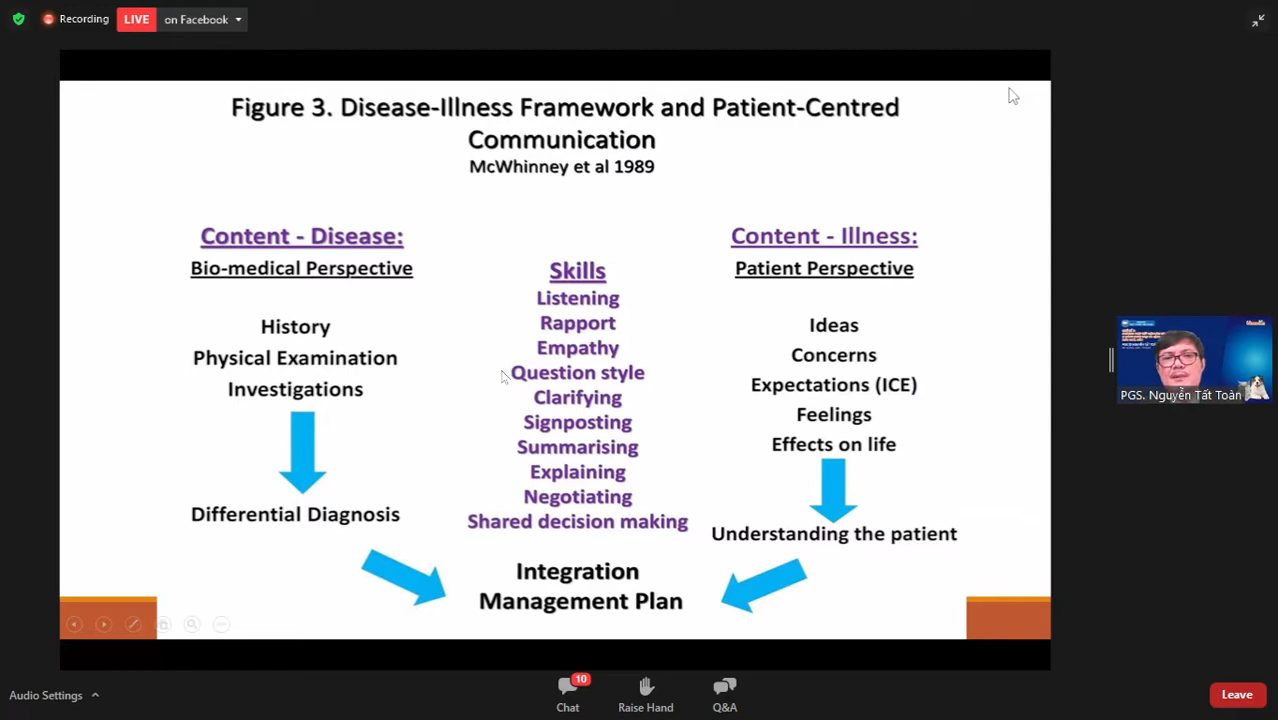 Recording
LIVE
on Facebook
Figure 3. Disease-Illness Framework and Patient-Centred
Communication
McWhinney et al 1989
Content - Disease:
Bio-medical Perspective
History
Physical Examination
Investigations
Differential Diagnosis
Skills
Listening
Rapport
Empathy
Question style
Clarifying
Signposting
Summarising
Explaining
Negotiating
Shared decision making
Content - Illness:
Patient Perspective
Ideas
Concerns
Expectations (ICE)
Feelings
Effects on life
Understanding the patient
Integration
Management Plan
PGS. Nguyễn Tất Toàn
Audio Settings
10
Chat
Raise Hand
Q&A
Leave